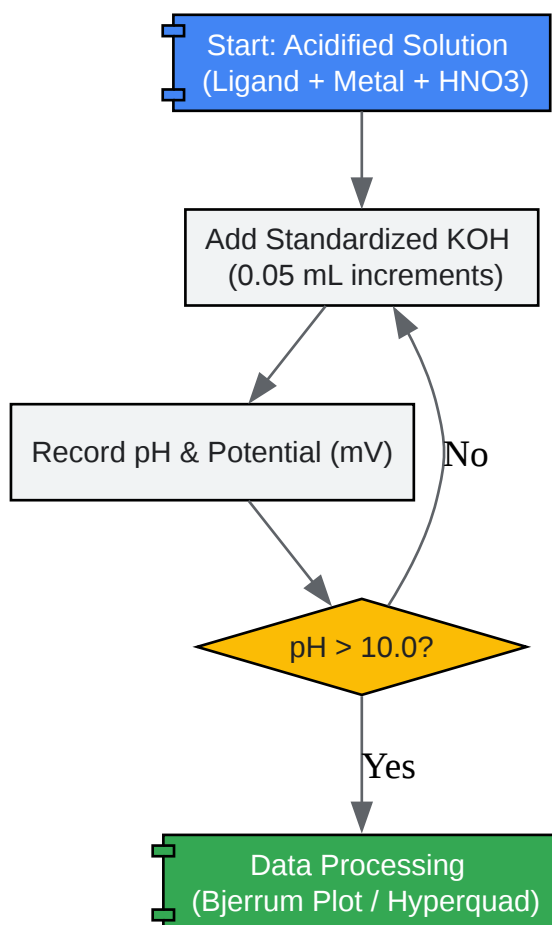 Start: Acidified Solution
(Ligand + Metal + HNO3)
Add Standardized KOH
(0.05 mL increments)
Record pH & Potential (mV)
No
pH > 10.0?
Yes
Data Processing
(Bjerrum Plot / Hyperquad)